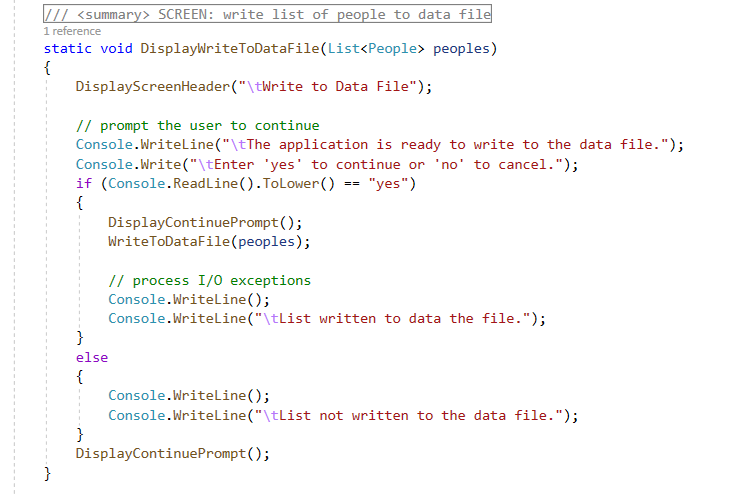 /// <summary> SCREEN: write list of people to data file
1 reference
static void DisplayWriteToDataFile(List<People> peoples)
{
DisplayScreenHeader("\tWrite to Data File");
// prompt the user to continue
Console.WriteLine("\tThe application is ready to write to the data file.");
Console.Write("\tEnter 'yes' to continue or 'no' to cancel.");
if (Console.ReadLine().ToLower() == "yes")
{
DisplayContinuePrompt();
WriteToDataFile(peoples);
// process I/O exceptions
Console.WriteLine();
Console.WriteLine("\tList written to data the file.");
}
else
{
Console.WriteLine();
Console.WriteLine("\tList not written to the data file.");
}
DisplayContinuePrompt();
}